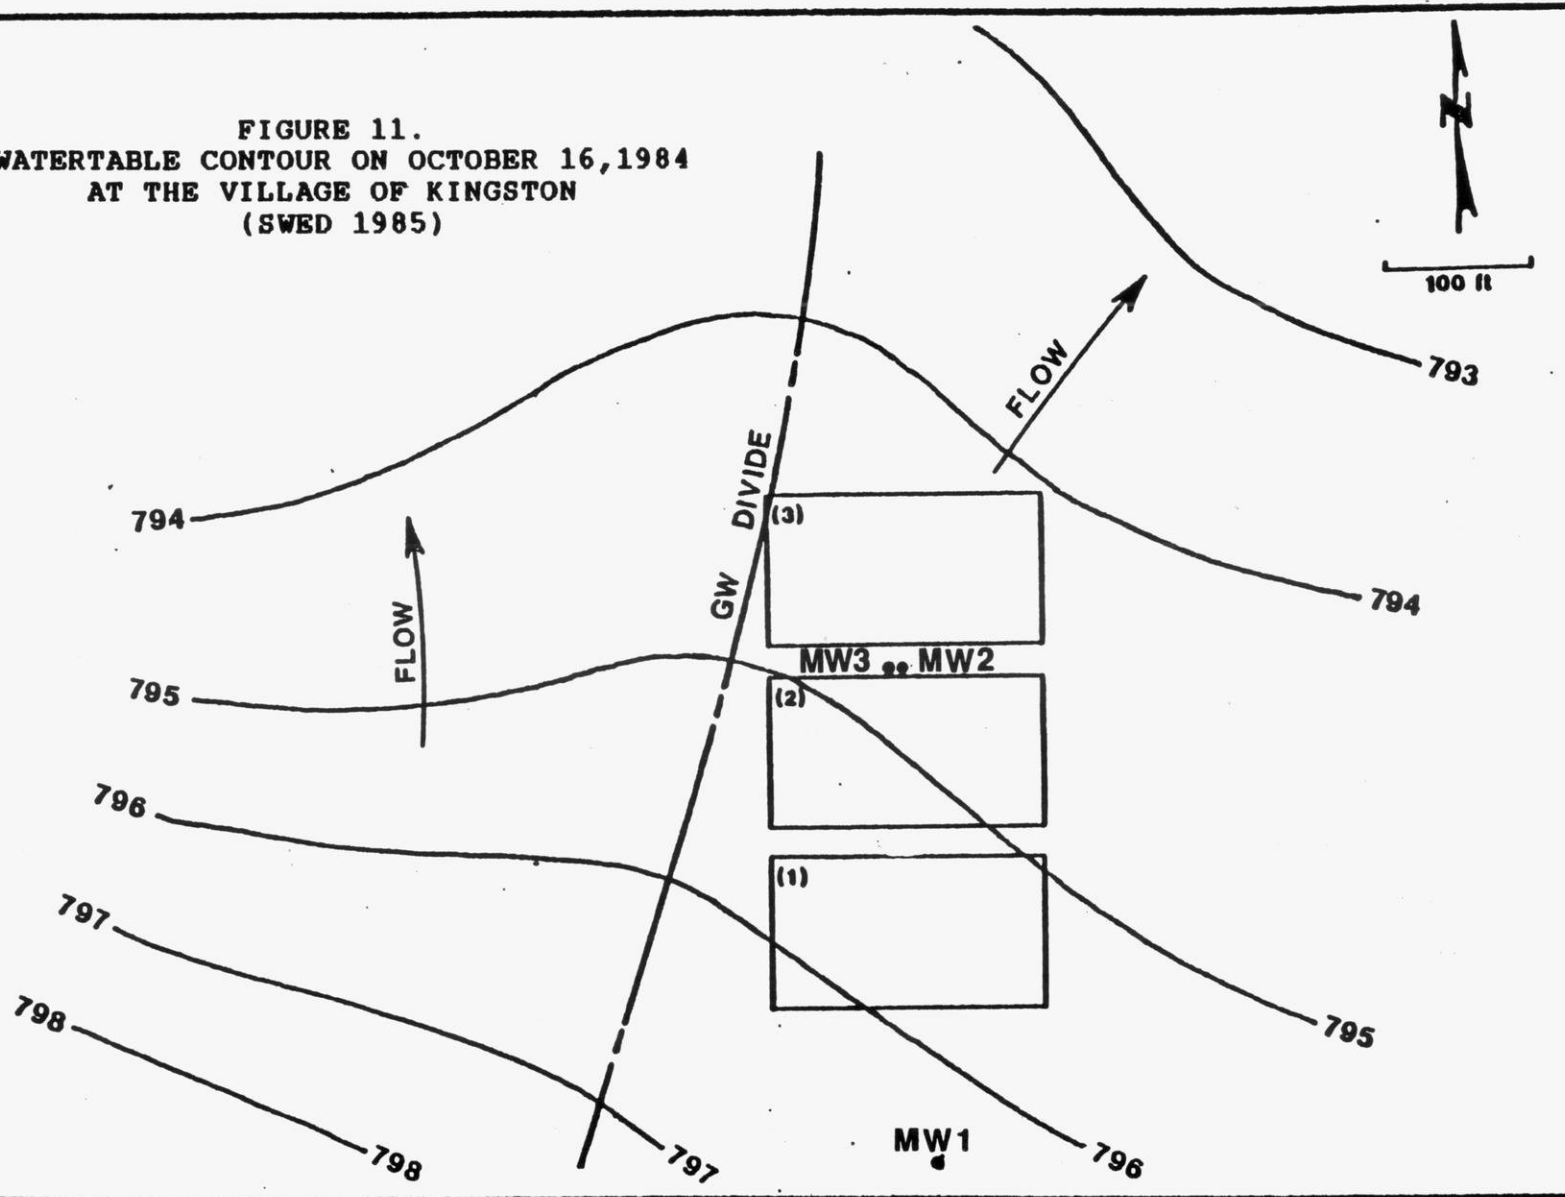 FIGURE 11.
WATERTABLE CONTOUR ON OCTOBER 16,1984
AT THE VILLAGE OF KINGSTON
(SWED 1985)
N
100 ft
793
FLOW
794
GW DIVIDE
(3)
794
FLOW
MW3 MW2
795
(2)
796
(1)
797
798
795
MW1
796
797
798